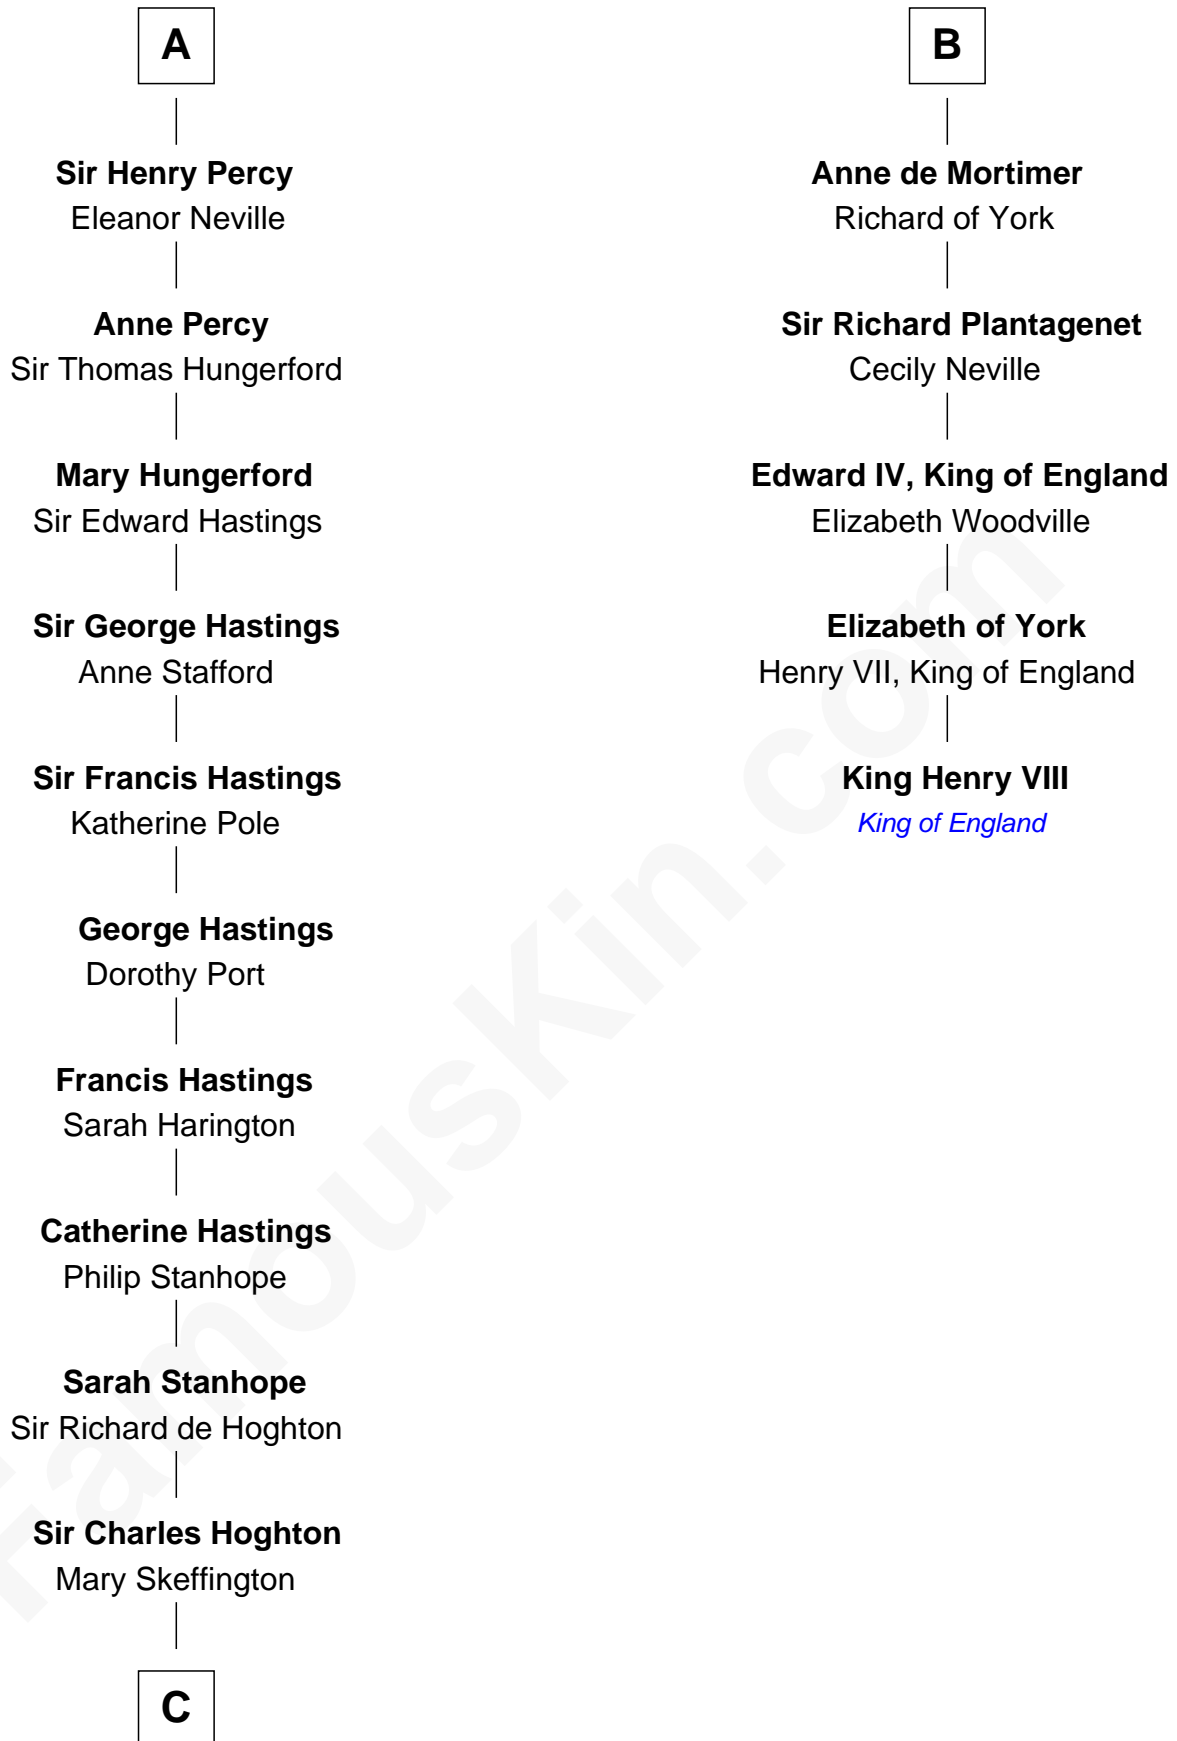 A
Sir Henry Percy
Eleanor Neville
Anne Percy
Sir Thomas Hungerford
Mary Hungerford
Sir Edward Hastings
Sir George Hastings
Anne Stafford
Sir Francis Hastings
Katherine Pole
George Hastings
Dorothy Port
Francis Hastings
Sarah Harington
Catherine Hastings
Philip Stanhope
Sarah Stanhope
Sir Richard de Hoghton
Sir Charles Hoghton
Mary Skeffington
C
B
Anne de Mortimer
Richard of York
Sir Richard Plantagenet
Cecily Neville
Edward IV, King of England
Elizabeth Woodville
Elizabeth of York
Henry VII, King of England
King Henry VIII
King of England
FamousKin.com